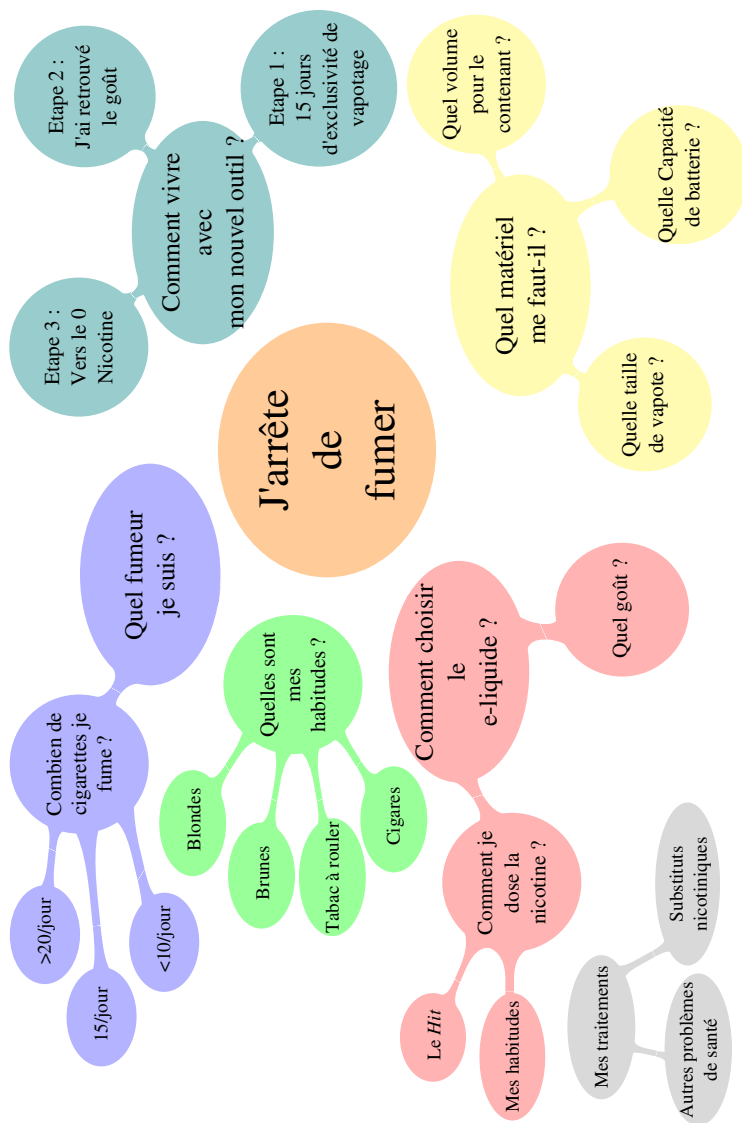 J'arrête
de
fumer
Quel fumeur
je suis ?
Combien de
cigarettes je
fume ?
>20/jour
15/jour
<10/jour
Quelles sont
mes
habitudes ?
Blondes
Brunes
Tabac à rouler
Cigares
Comment choisir
le
e-liquide ?
Comment je
dose la
nicotine ?
Le Hit
Mes habitudes
Quel goût ?
Mes traitements
Autres problèmes
de santé
Substituts
nicotiniques
Quel matériel
me faut-il ?
Quelle taille
de vapote ?
Quelle Capacité
de batterie ?
Quel volume
pour le
contenant ?
Comment vivre
avec
mon nouvel outil ?
Etape 1 :
15 jours
d'exclusivité de
vapotage
Etape 2 :
J'ai retrouvé
le goût
Etape 3 :
Vers le 0
Nicotine